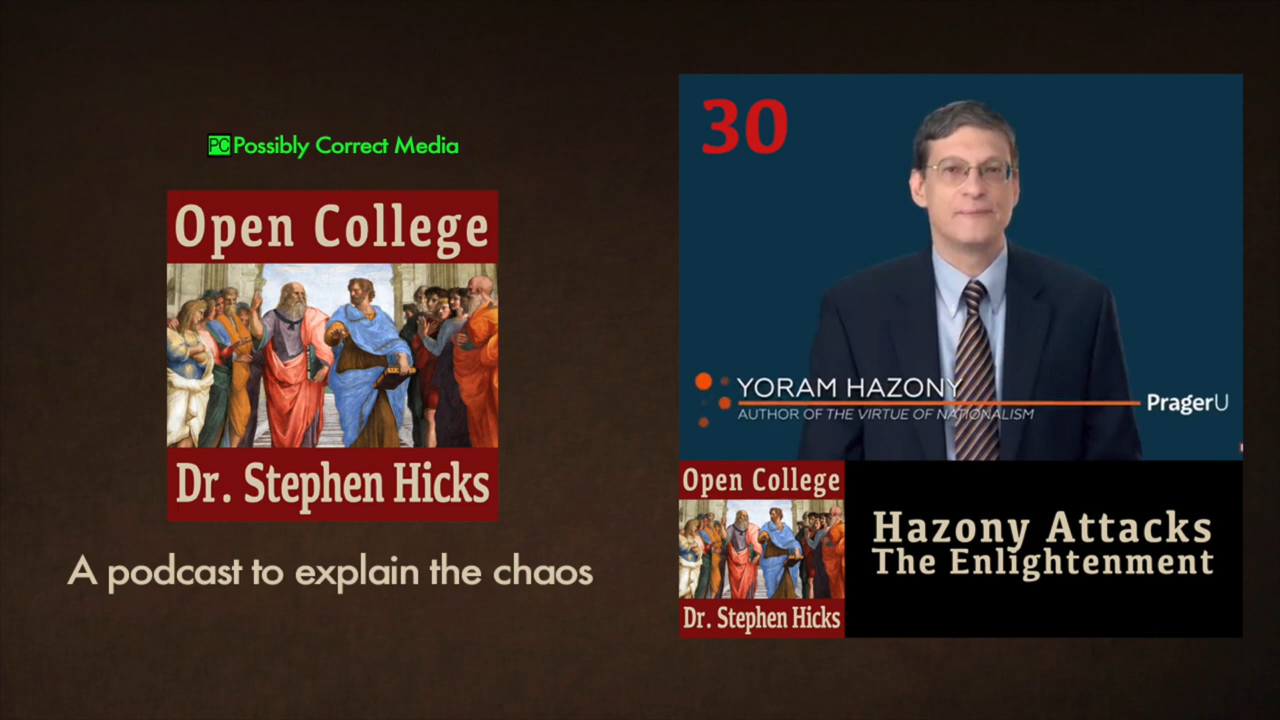 PC Possibly Correct Media
Open College
Dr. Stephen Hicks
A podcast to explain the chaos
30
YORAM HAZONY
AUTHOR OF THE VIRTUE OF NATIONALISM
PragerU
Open College
Dr. Stephen Hicks
Hazony Attacks
The Enlightenment